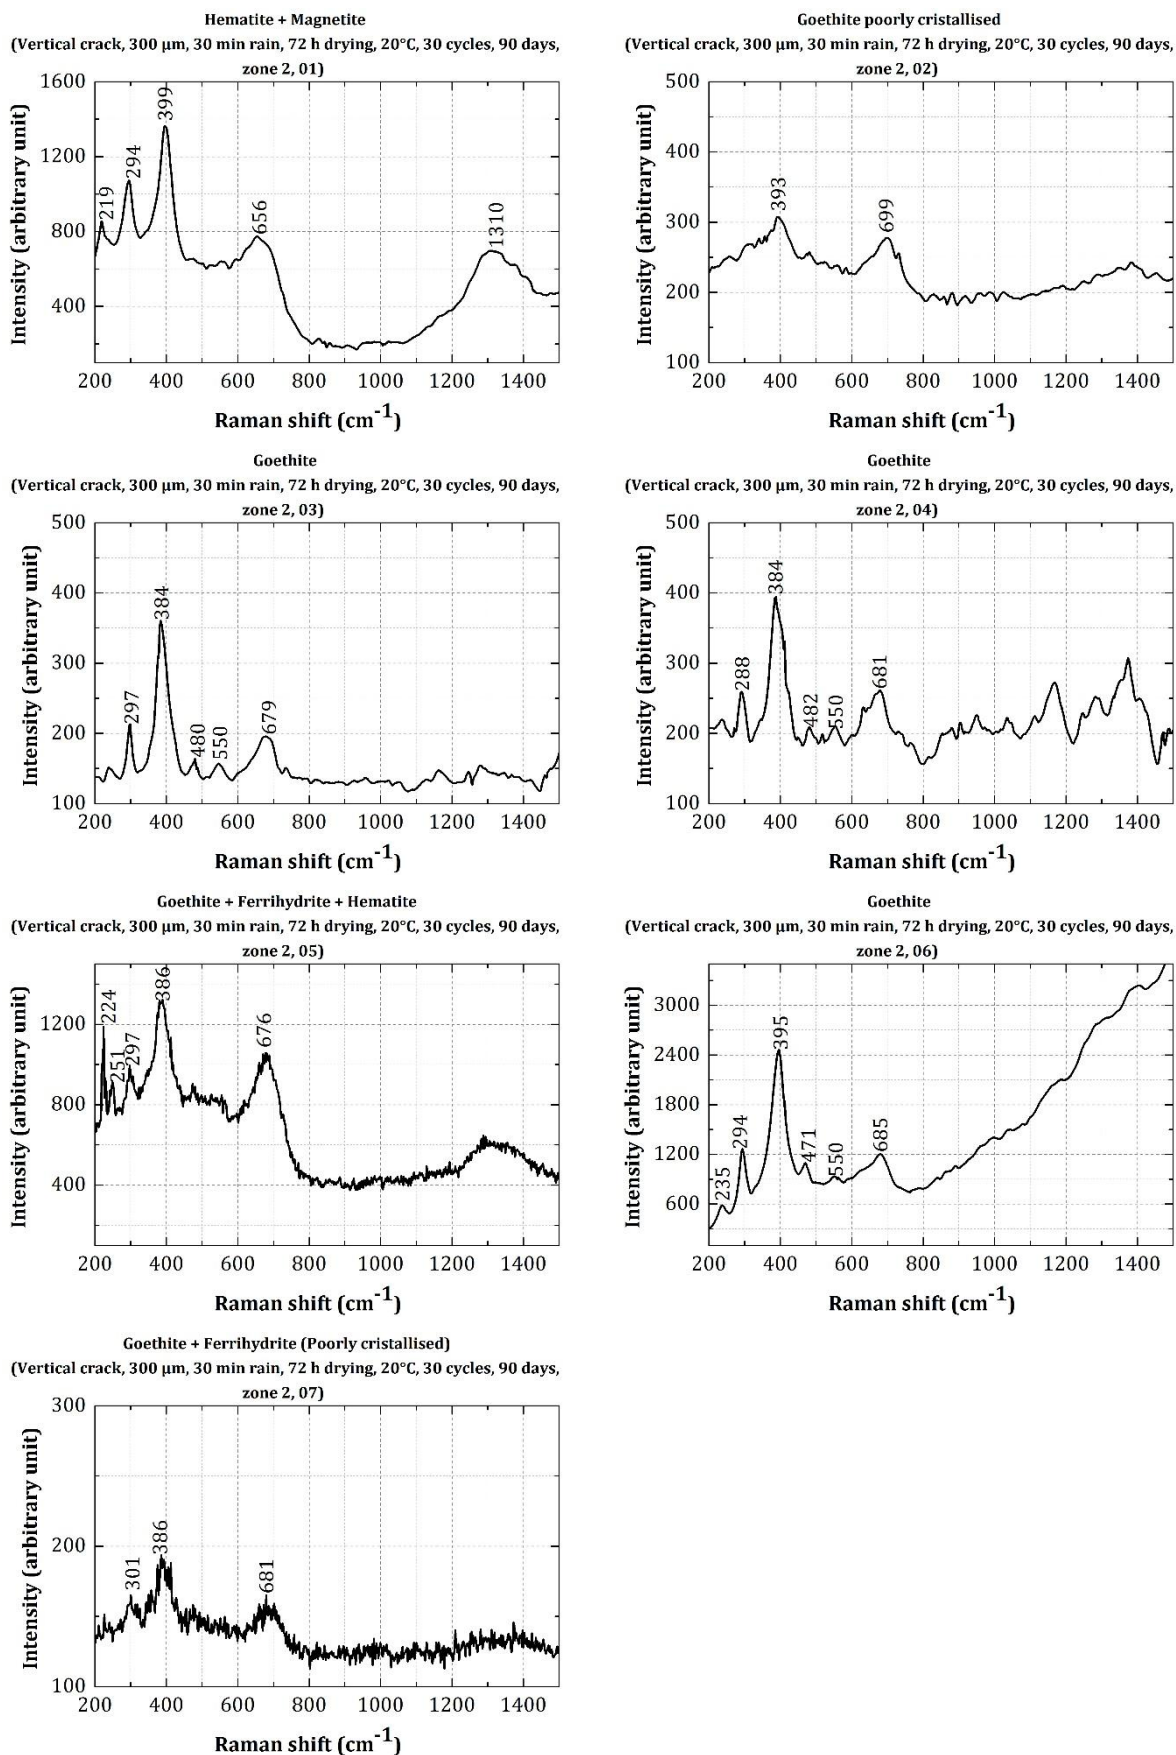 Hematite + Magnetite
(Vertical crack, 300 µm, 30 min rain, 72 h drying, 20°C, 30 cycles, 90 days,
zone 2, 01)
1600
1200
800
400
Intensity (arbitrary unit)
219
294
399
656
1310
200 400 600 800 1000 1200 1400
Raman shift (cm⁻¹)
Goethite poorly cristallised
(Vertical crack, 300 µm, 30 min rain, 72 h drying, 20°C, 30 cycles, 90 days,
zone 2, 02)
500
400
300
200
100
Intensity (arbitrary unit)
393
699
200 400 600 800 1000 1200 1400
Raman shift (cm⁻¹)
Goethite
(Vertical crack, 300 µm, 30 min rain, 72 h drying, 20°C, 30 cycles, 90 days,
zone 2, 03)
500
400
300
200
100
Intensity (arbitrary unit)
297
384
480
550
679
200 400 600 800 1000 1200 1400
Raman shift (cm⁻¹)
Goethite
(Vertical crack, 300 µm, 30 min rain, 72 h drying, 20°C, 30 cycles, 90 days,
zone 2, 04)
500
400
300
200
100
Intensity (arbitrary unit)
288
384
482
550
681
200 400 600 800 1000 1200 1400
Raman shift (cm⁻¹)
Goethite + Ferrihydrite + Hematite
(Vertical crack, 300 µm, 30 min rain, 72 h drying, 20°C, 30 cycles, 90 days,
zone 2, 05)
1200
800
400
Intensity (arbitrary unit)
224
251
297
386
676
200 400 600 800 1000 1200 1400
Raman shift (cm⁻¹)
Goethite
(Vertical crack, 300 µm, 30 min rain, 72 h drying, 20°C, 30 cycles, 90 days,
zone 2, 06)
3000
2400
1800
1200
600
Intensity (arbitrary unit)
235
294
395
471
550
685
200 400 600 800 1000 1200 1400
Raman shift (cm⁻¹)
Goethite + Ferrihydrite (Poorly cristallised)
(Vertical crack, 300 µm, 30 min rain, 72 h drying, 20°C, 30 cycles, 90 days,
zone 2, 07)
300
200
100
Intensity (arbitrary unit)
301
386
681
200 400 600 800 1000 1200 1400
Raman shift (cm⁻¹)